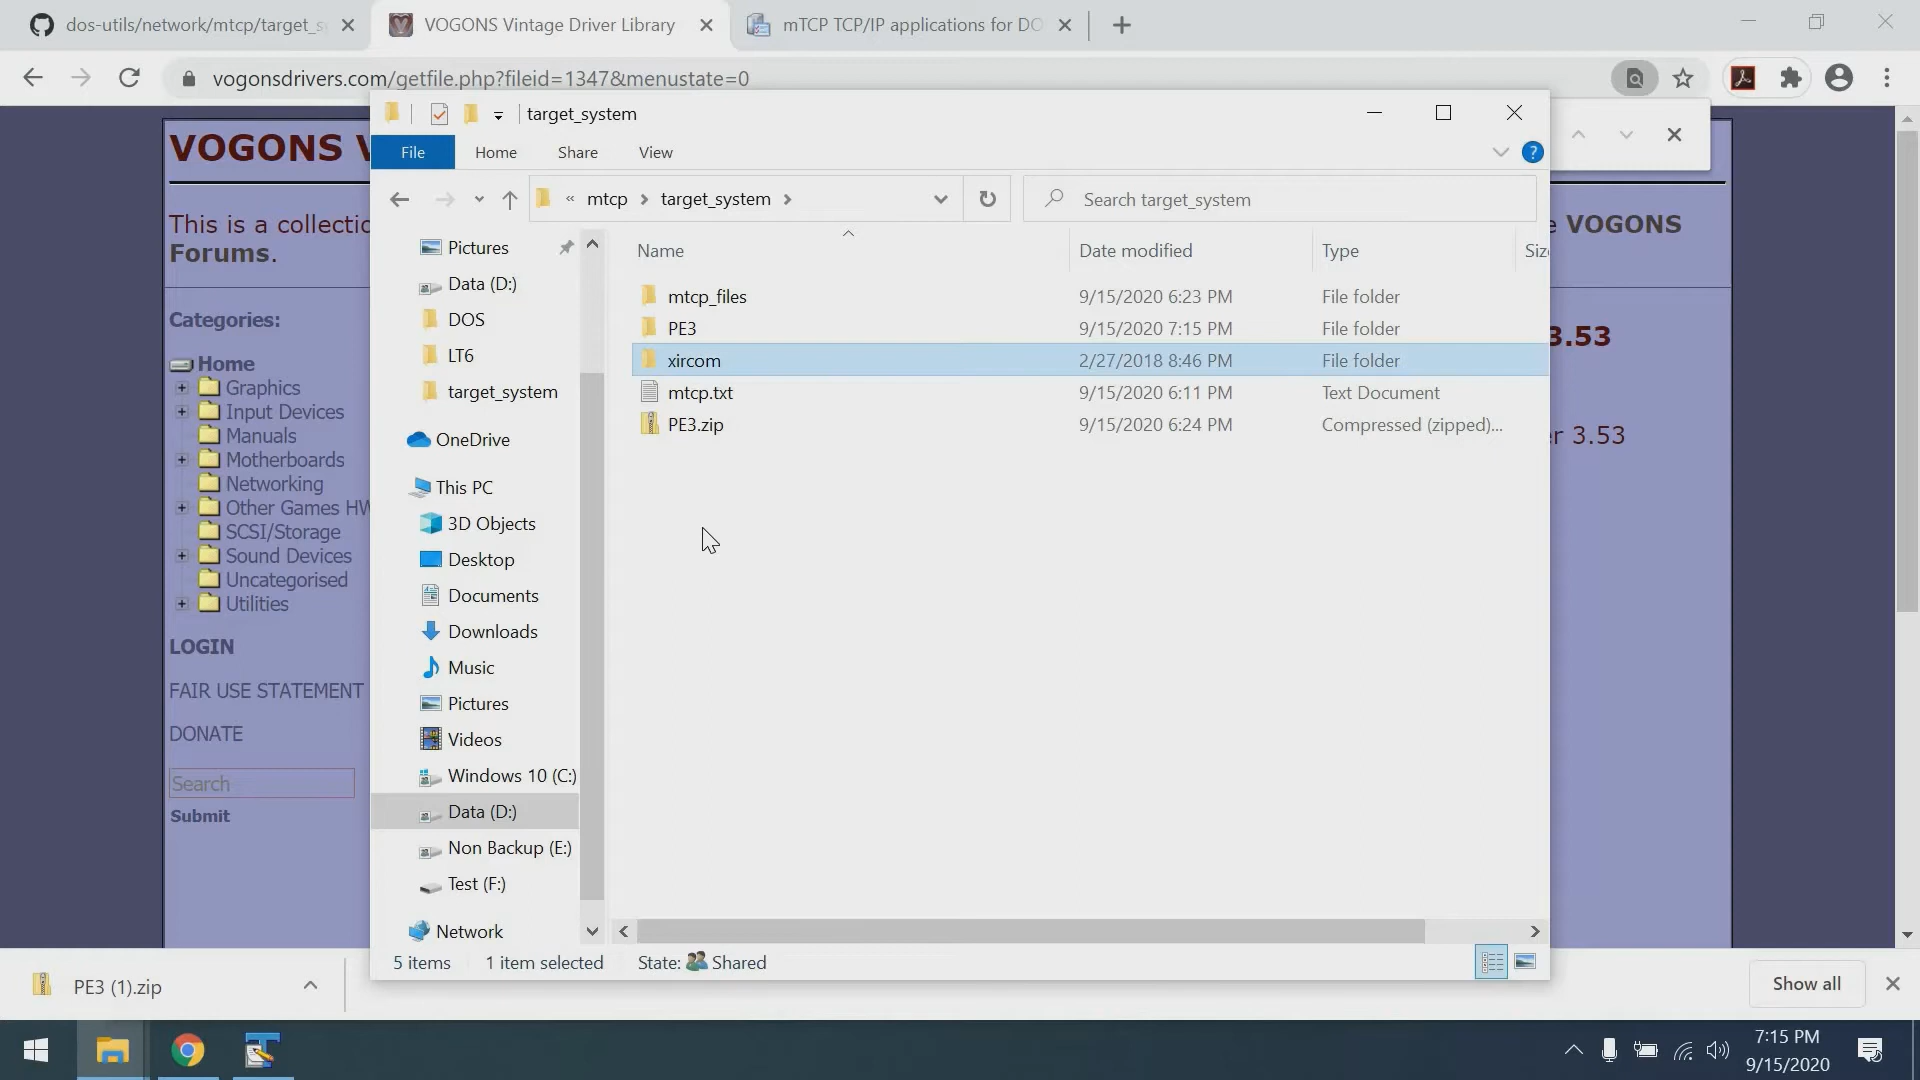 dos-utils/network/mtcp/target_s
VOGONS Vintage Driver Library
mTCP TCP/IP applications for DO
vogonsdrivers.com/getfile.php?fileid=1347&menustate=0
VOGONS V
This is a collectio
Forums.
e VOGONS
3.53
er 3.53
Categories:
Home
Graphics
Input Devices
Manuals
Motherboards
Networking
Other Games HW
SCSI/Storage
Sound Devices
Uncategorised
Utilities
LOGIN
FAIR USE STATEMENT
DONATE
Search
Submit
target_system
File Home Share View
« mtcp > target_system >
Search target_system
Pictures
Data (D:)
DOS
LT6
target_system
OneDrive
This PC
3D Objects
Desktop
Documents
Downloads
Music
Pictures
Videos
Windows 10 (C:)
Data (D:)
Non Backup (E:)
Test (F:)
Network
Name Date modified Type Siz
mtcp_files 9/15/2020 6:23 PM File folder
PE3 9/15/2020 7:15 PM File folder
xircom 2/27/2018 8:46 PM File folder
mtcp.txt 9/15/2020 6:11 PM Text Document
PE3.zip 9/15/2020 6:24 PM Compressed (zipped)...
5 items 1 item selected State: Shared
PE3 (1).zip
Show all
7:15 PM
9/15/2020